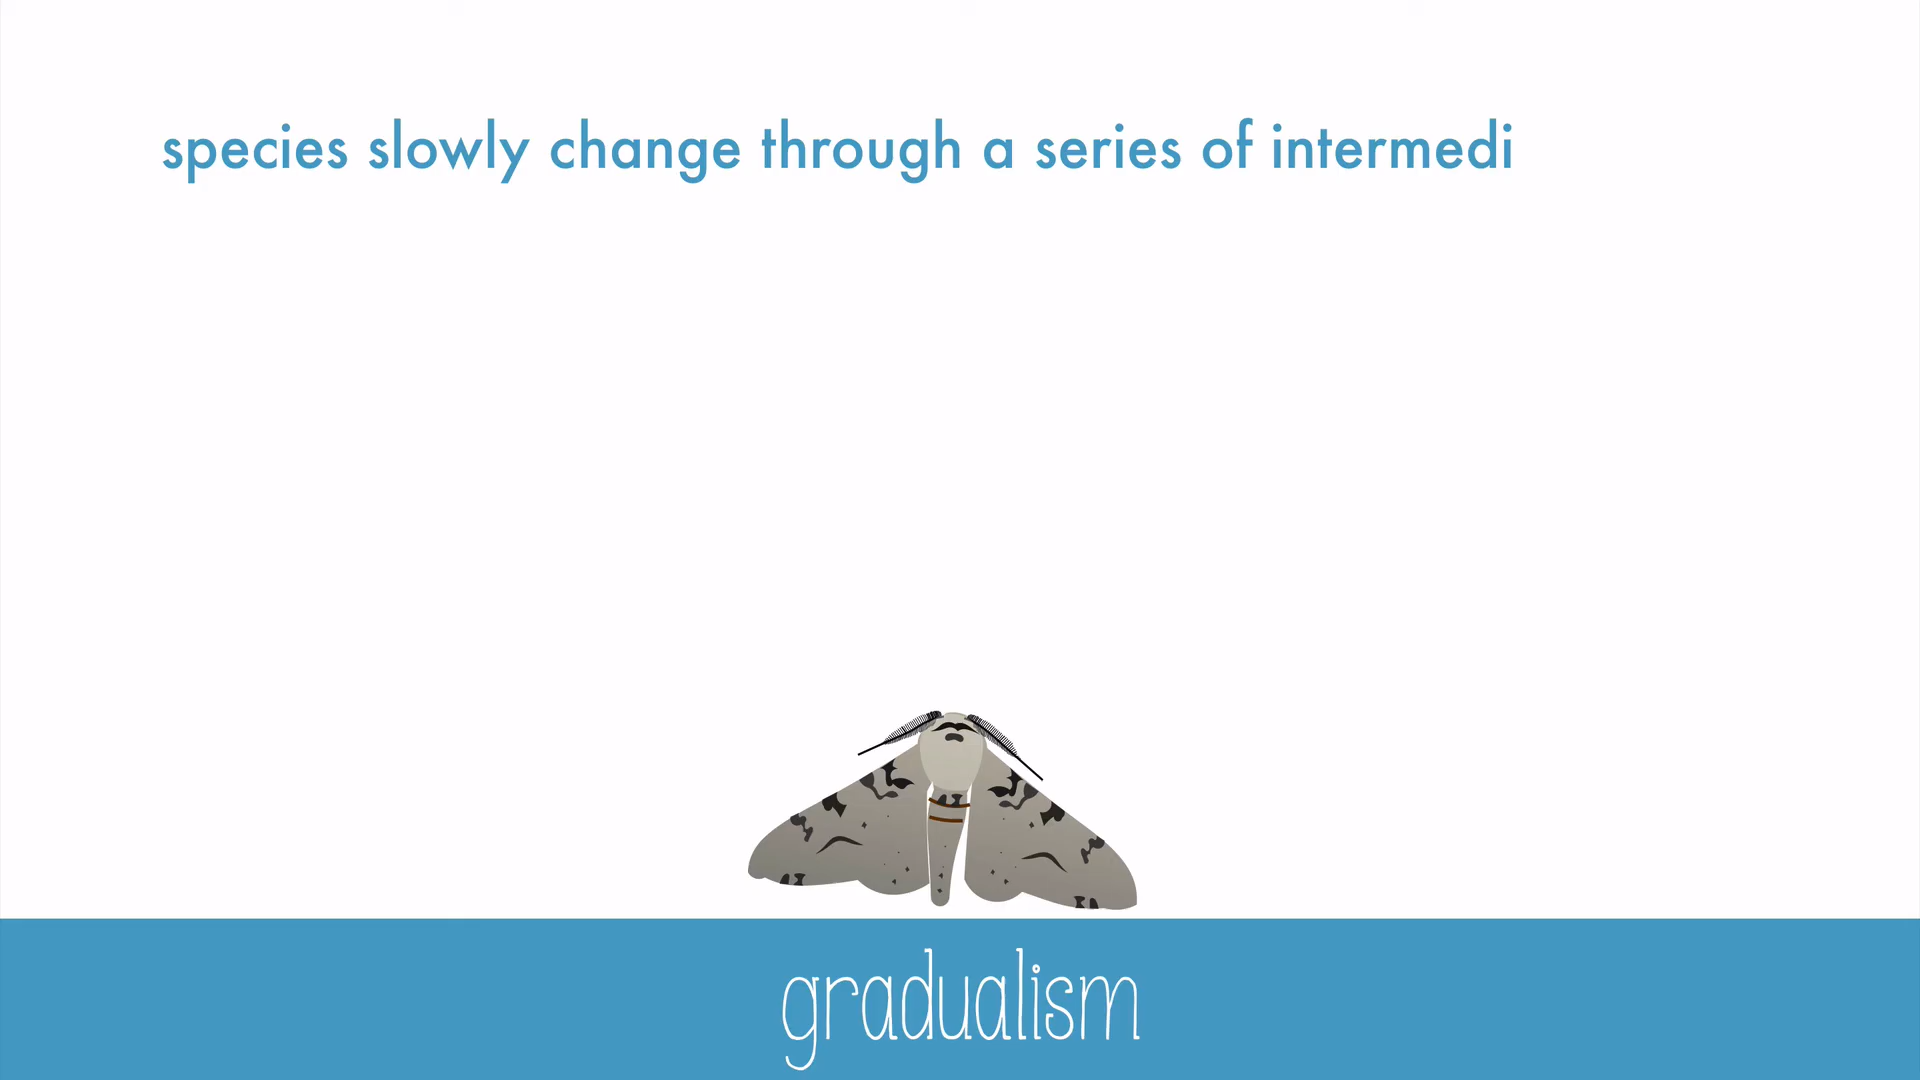 species slowly change through a series of intermedi
gradualism